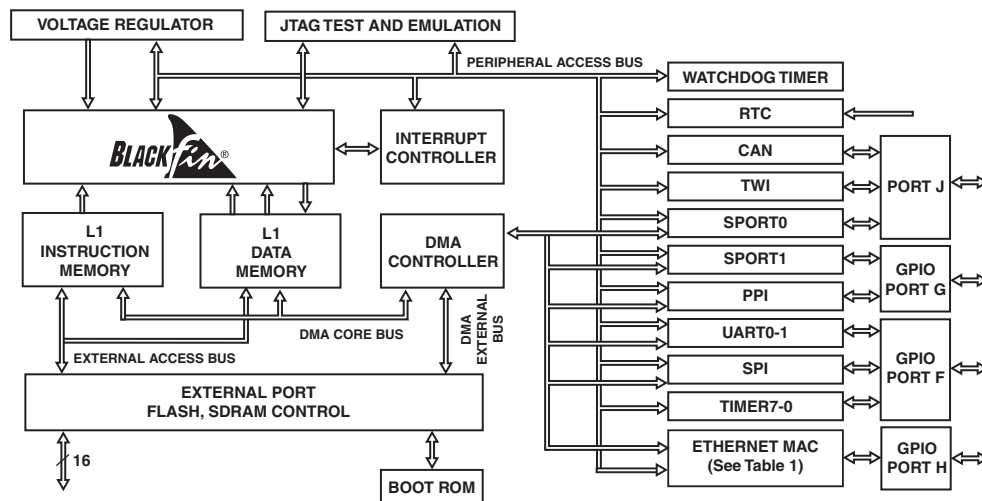 VOLTAGE REGULATOR
JTAG TEST AND EMULATION
PERIPHERAL ACCESS BUS
WATCHDOG TIMER
RTC
BLACKfin®
INTERRUPT
CONTROLLER
CAN
TWI
SPORT0
PORT J
L1
INSTRUCTION
MEMORY
L1
DATA
MEMORY
DMA
CONTROLLER
SPORT1
PPI
GPIO
PORT G
DMA CORE BUS
DMA
EXTERNAL
BUS
EXTERNAL ACCESS BUS
UART0-1
SPI
TIMER7-0
GPIO
PORT F
EXTERNAL PORT
FLASH, SDRAM CONTROL
ETHERNET MAC
(See Table 1)
GPIO
PORT H
16
BOOT ROM